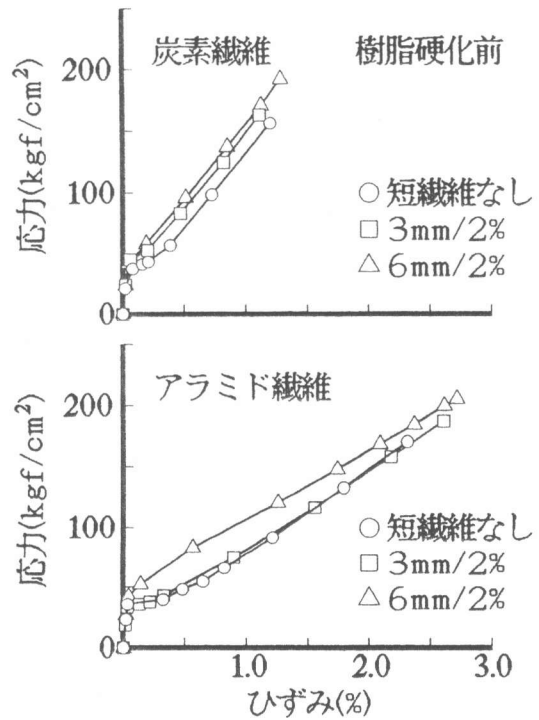 炭素繊維 樹脂硬化前
応力(kgf/cm²)
200
100
0
○短繊維なし
□3mm/2%
△6mm/2%
アラミド繊維
応力(kgf/cm²)
200
100
0
○短繊維なし
□3mm/2%
△6mm/2%
1.0 2.0 3.0
ひずみ(%)